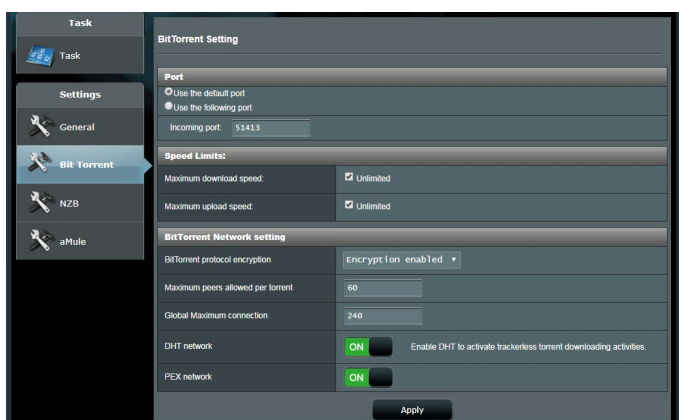 Task
Task
Settings
General
Bit Torrent
NZB
aMule
BitTorrent Setting
Port
Use the default port
Use the following port
Incoming port: 51413
Speed Limits:
Maximum download speed: Unlimited
Maximum upload speed: Unlimited
BitTorrent Network setting
BitTorrent protocol encryption Encryption enabled
Maximum peers allowed per torrent 60
Global Maximum connection 240
DHT network ON Enable DHT to activate trackerless torrent downloading activities.
PEX network ON
Apply